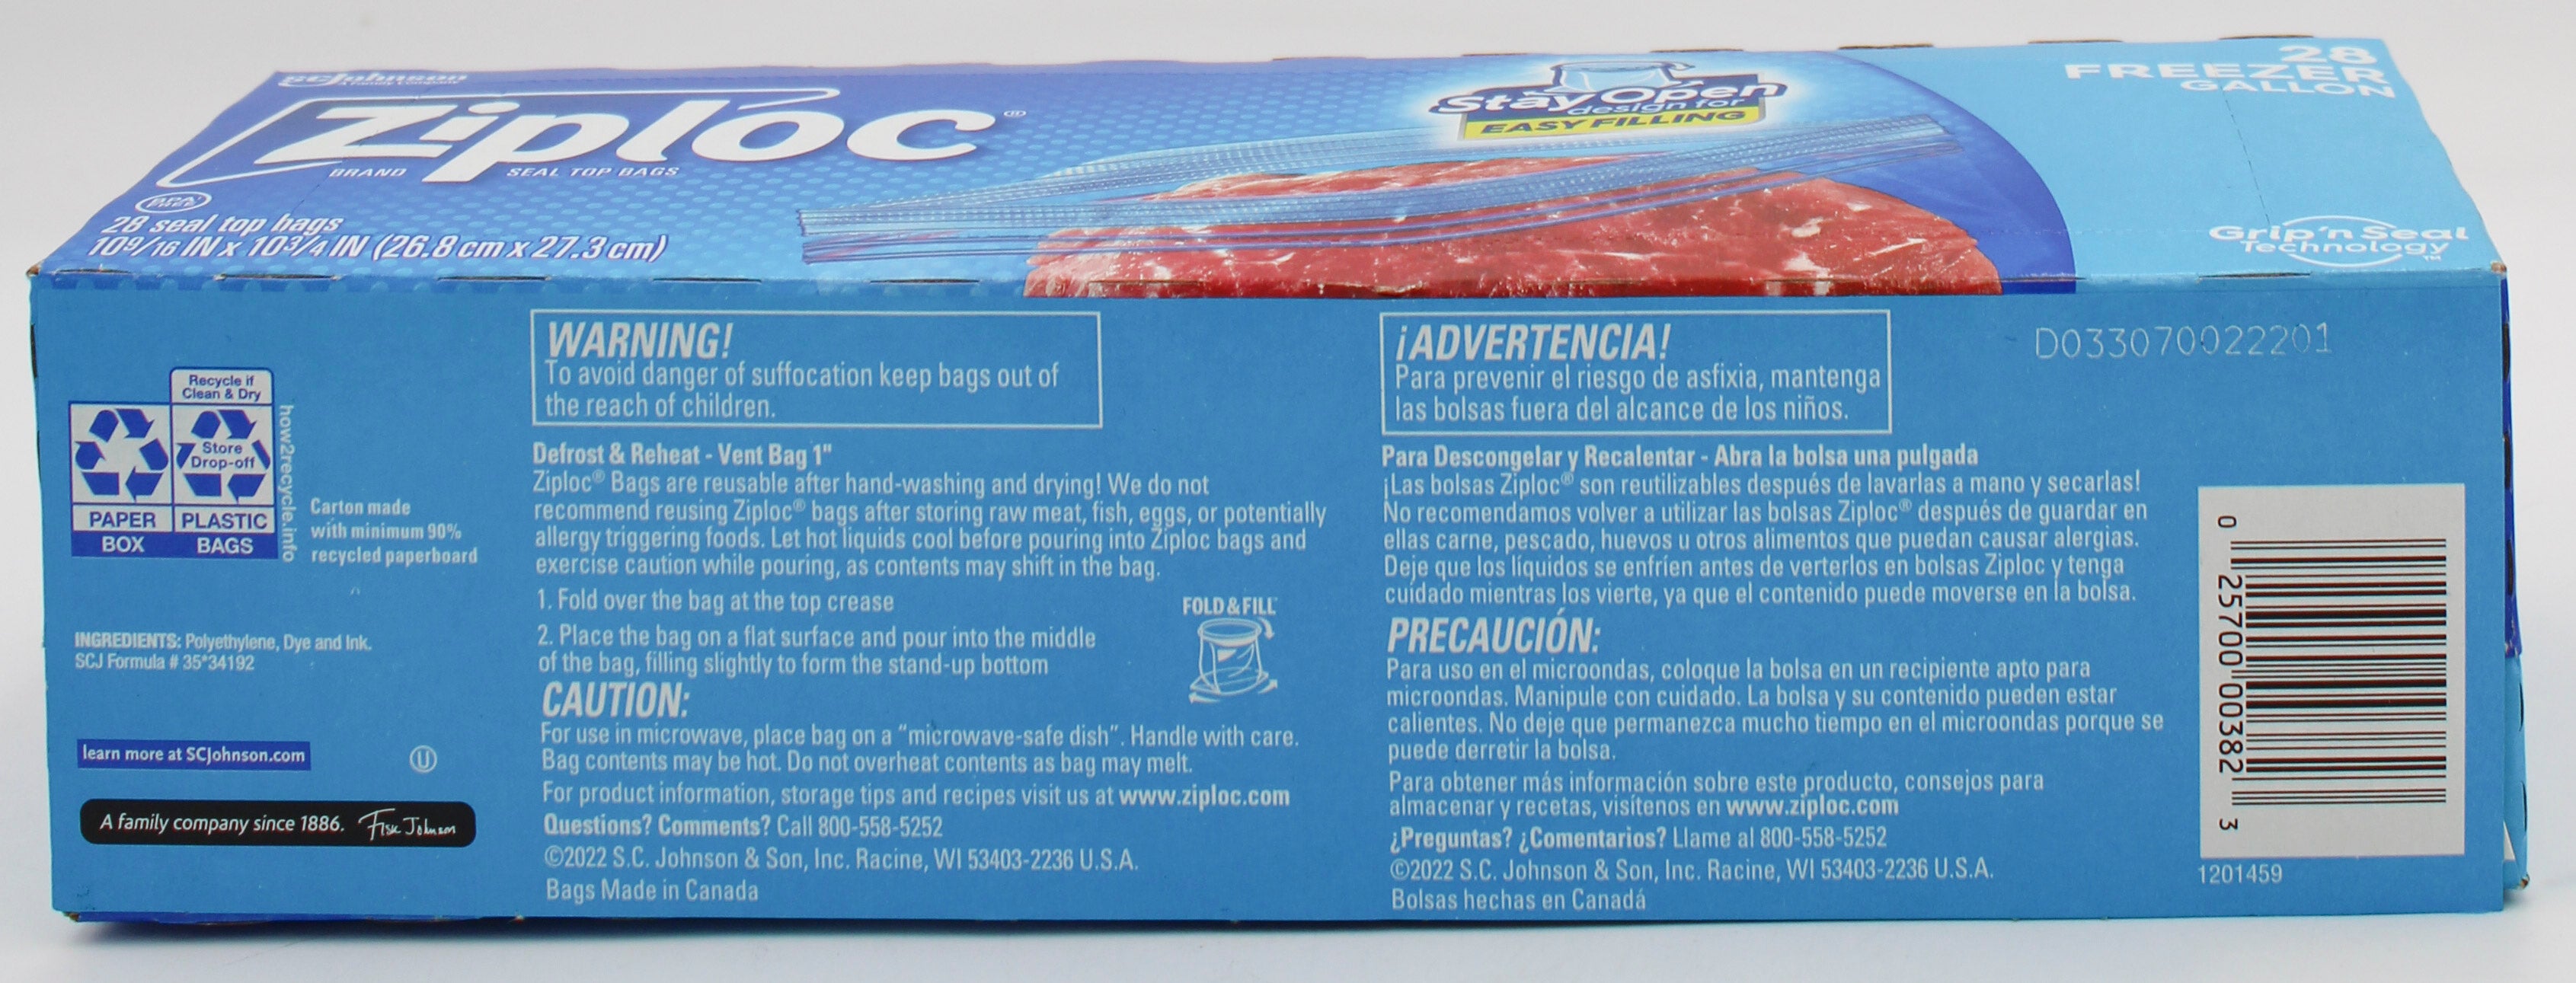 SCJohnson
A Family Company
Ziploc®
BRAND SEAL TOP BAGS
BPA FREE
28 seal top bags
10 9/16 IN x 10 3/4 IN (26.8 cm x 27.3 cm)
Stay Open
design for
EASY FILLING
28
FREEZER
GALLON
Grip'n Seal
Technology™
Recycle if
Clean & Dry
Store
Drop-off
PAPER
BOX
PLASTIC
BAGS
how2recycle.info
Carton made
with minimum 90%
recycled paperboard
INGREDIENTS: Polyethylene, Dye and Ink.
SCJ Formula # 35*34192
learn more at SCJohnson.com
U
A family company since 1886. Fisk Johnson
WARNING!
To avoid danger of suffocation keep bags out of
the reach of children.
Defrost & Reheat - Vent Bag 1"
Ziploc® Bags are reusable after hand-washing and drying! We do not
recommend reusing Ziploc® bags after storing raw meat, fish, eggs, or potentially
allergy triggering foods. Let hot liquids cool before pouring into Ziploc bags and
exercise caution while pouring, as contents may shift in the bag.
1. Fold over the bag at the top crease
2. Place the bag on a flat surface and pour into the middle
of the bag, filling slightly to form the stand-up bottom
FOLD & FILL
CAUTION:
For use in microwave, place bag on a “microwave-safe dish”. Handle with care.
Bag contents may be hot. Do not overheat contents as bag may melt.
For product information, storage tips and recipes visit us at www.ziploc.com
Questions? Comments? Call 800-558-5252
©2022 S.C. Johnson & Son, Inc. Racine, WI 53403-2236 U.S.A.
Bags Made in Canada
¡ADVERTENCIA!
Para prevenir el riesgo de asfixia, mantenga
las bolsas fuera del alcance de los niños.
Para Descongelar y Recalentar - Abra la bolsa una pulgada
¡Las bolsas Ziploc® son reutilizables después de lavarlas a mano y secarlas!
No recomendamos volver a utilizar las bolsas Ziploc® después de guardar en
ellas carne, pescado, huevos u otros alimentos que puedan causar alergias.
Deje que los líquidos se enfríen antes de verterlos en bolsas Ziploc y tenga
cuidado mientras los vierte, ya que el contenido puede moverse en la bolsa.
PRECAUCIÓN:
Para uso en el microondas, coloque la bolsa en un recipiente apto para
microondas. Manipule con cuidado. La bolsa y su contenido pueden estar
calientes. No deje que permanezca mucho tiempo en el microondas porque se
puede derretir la bolsa.
Para obtener más información sobre este producto, consejos para
almacenar y recetas, visítenos en www.ziploc.com
¿Preguntas? ¿Comentarios? Llame al 800-558-5252
©2022 S.C. Johnson & Son, Inc. Racine, WI 53403-2236 U.S.A.
Bolsas hechas en Canadá
D033070022201
0 25700 00382 3
1201459